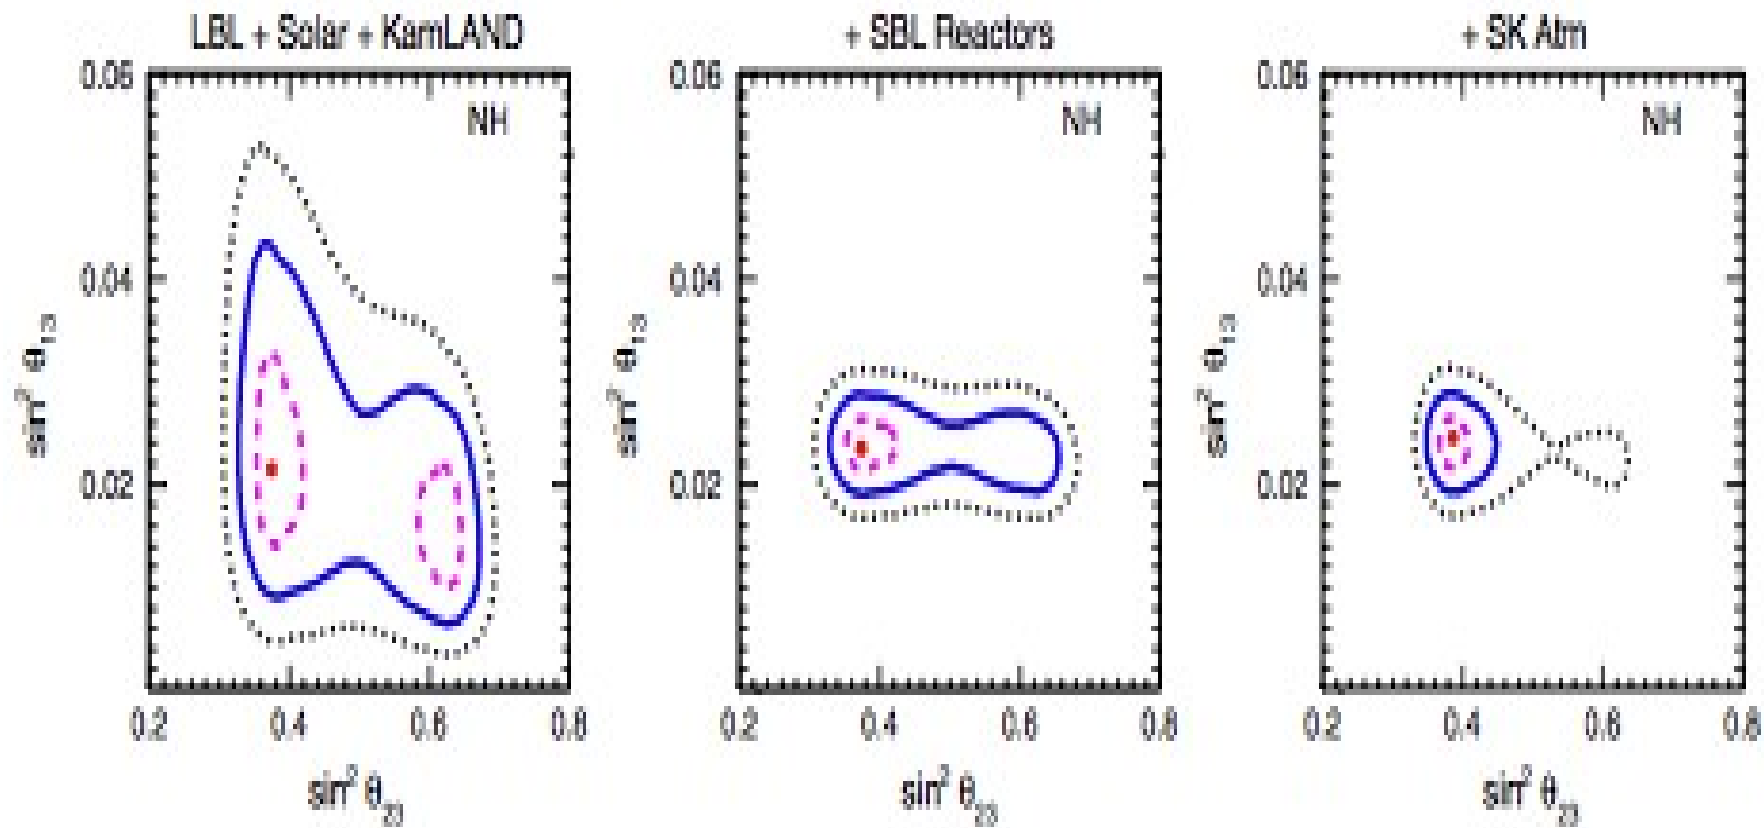 LBL + Solar + KamLAND
+ SBL Reactors
+ SK Atm
0.06
NH
0.04
0.02
sin² θ₁₃
0.2 0.4 0.6 0.8
sin² θ₂₃
0.06
NH
0.04
0.02
sin² θ₁₃
0.2 0.4 0.6 0.8
sin² θ₂₃
0.06
NH
0.04
0.02
sin² θ₁₃
0.2 0.4 0.6 0.8
sin² θ₂₃